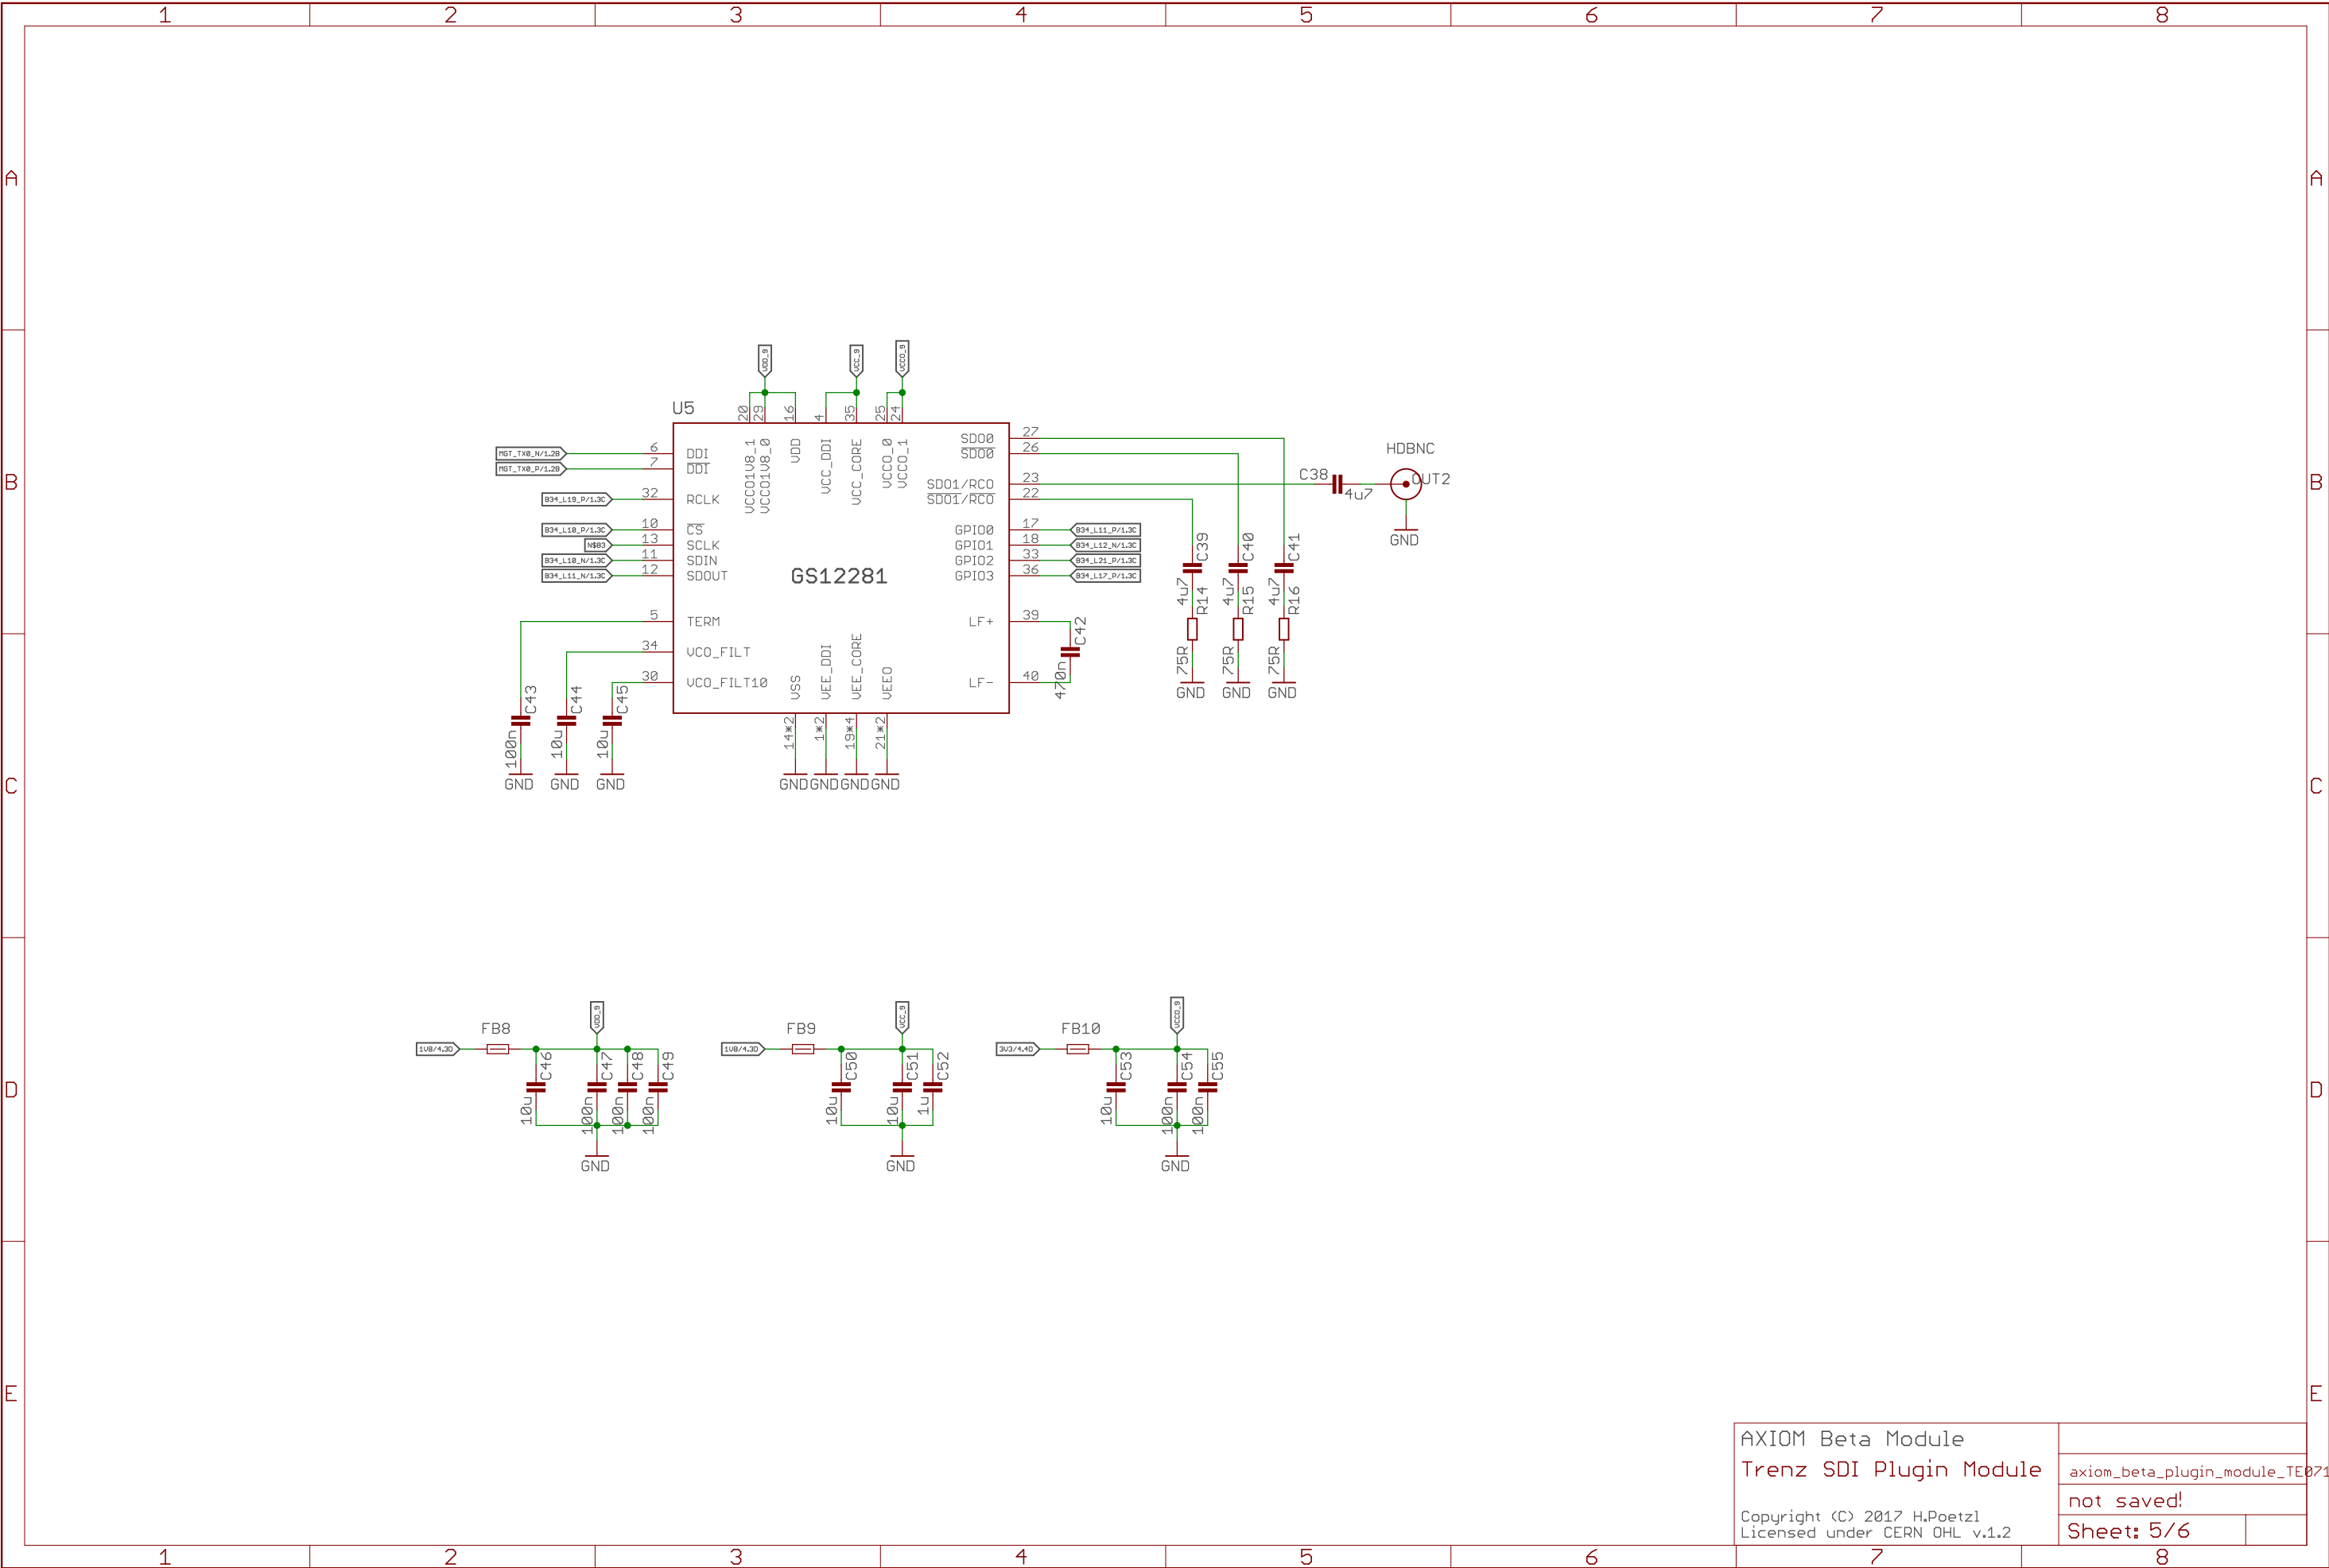 1 2 3 4 5 6 7 8
A A
B B
C C
D D
E E
VDD_9 VCC_9 VCCO_9
U5
20 29 16 4 35 25 24
VCCO1V8_1 VCCO1V8_0 VDD VCC_DDI VCC_CORE VCCO_0 VCCO_1
MGT_TX0_N/1.2B 6 DDI
MGT_TX0_P/1.2B 7 DDI
B34_L19_P/1.3C 32 RCLK
B34_L10_P/1.3C 10 CS
N$83 13 SCLK
B34_L10_N/1.3C 11 SDIN
B34_L11_N/1.3C 12 SDOUT
5 TERM
34 VCO_FILT
30 VCO_FILT10
GS12281
SDO0 27
SDO0 26
SDO1/RCO 23
SDO1/RCO 22
GPIO0 17 B34_L11_P/1.3C
GPIO1 18 B34_L12_N/1.3C
GPIO2 33 B34_L21_P/1.3C
GPIO3 36 B34_L17_P/1.3C
LF+ 39
LF- 40
C42
470n
VSS VEE_DDI VEE_CORE VEEO
14*2 1*2 19*4 21*2
GND GND GND GND
C43 C44 C45
100n 10u 10u
GND GND GND
HDBNC
C38
4u7
OUT2
GND
C39 C40 C41
4u7 4u7 4u7
R14 R15 R16
75R 75R 75R
GND GND GND
VDD_9
FB8
1V8/4.3D
C46 C47 C48 C49
10u 100n 100n 100n
GND
VCC_9
FB9
1V8/4.3D
C50 C51 C52
10u 10u 1u
GND
VCCO_9
FB10
3V3/4.4D
C53 C54 C55
10u 100n 100n
GND
AXIOM Beta Module
Trenz SDI Plugin Module
Copyright (C) 2017 H.Poetzl
Licensed under CERN OHL v.1.2
axiom_beta_plugin_module_TE071
not saved!
Sheet: 5/6
1 2 3 4 5 6 7 8